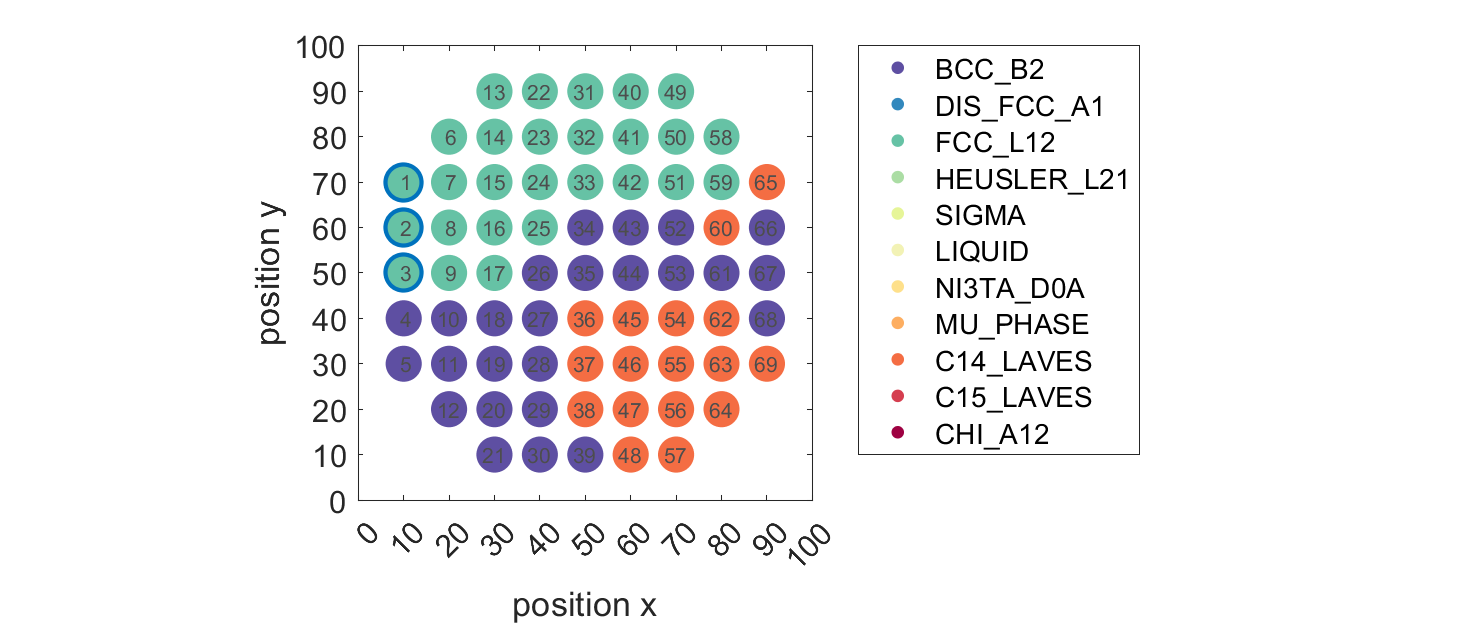 100
90
80
70
60
50
40
30
20
10
0
position y
13 22 31 40 49
6 14 23 32 41 50 58
1 7 15 24 33 42 51 59 65
2 8 16 25 34 43 52 60 66
3 9 17 26 35 44 53 61 67
4 10 18 27 36 45 54 62 68
5 11 19 28 37 46 55 63 69
12 20 29 38 47 56 64
21 30 39 48 57
0 10 20 30 40 50 60 70 80 90 100
position x
BCC_B2
DIS_FCC_A1
FCC_L12
HEUSLER_L21
SIGMA
LIQUID
NI3TA_D0A
MU_PHASE
C14_LAVES
C15_LAVES
CHI_A12